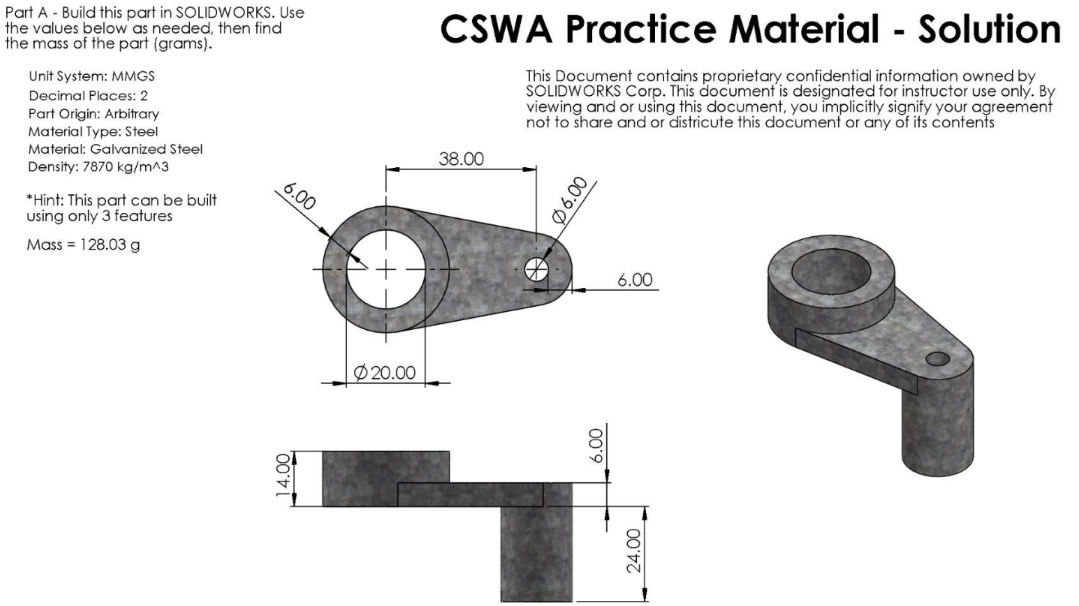 Part A - Build this part in SOLIDWORKS. Use
the values below as needed, then find
the mass of the part (grams).
CSWA Practice Material - Solution
Unit System: MMGS
Decimal Places: 2
Part Origin: Arbitrary
Material Type: Steel
Material: Galvanized Steel
Density: 7870 kg/m^3
This Document contains proprietary confidential information owned by
SOLIDWORKS Corp. This document is designated for instructor use only. By
viewing and or using this document, you implicitly signify your agreement
not to share and or districute this document or any of its contents
*Hint: This part can be built
using only 3 features
Mass = 128.03 g
38.00
6.00
Ø6.00
6.00
Ø20.00
14.00
6.00
24.00